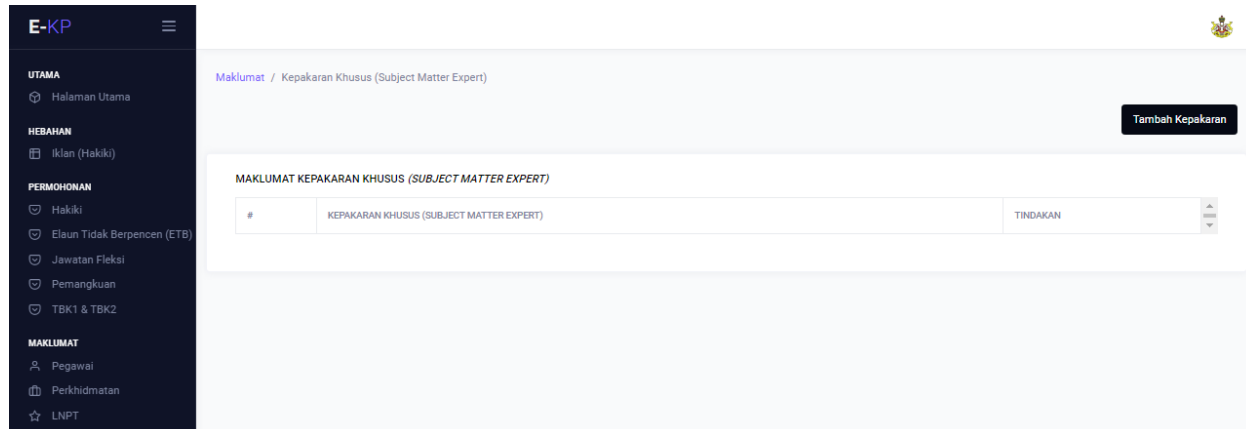 E-KP
UTAMA
Halaman Utama
HEBAHAN
Iklan (Hakiki)
PERMOHONAN
Hakiki
Elaun Tidak Berpencen (ETB)
Jawatan Fleksi
Pemangkuan
TBK1 & TBK2
MAKLUMAT
Pegawai
Perkhidmatan
LNPT
Maklumat / Kepakaran Khusus (Subject Matter Expert)
Tambah Kepakaran
MAKLUMAT KEPAKARAN KHUSUS (SUBJECT MATTER EXPERT)
# KEPAKARAN KHUSUS (SUBJECT MATTER EXPERT) TINDAKAN